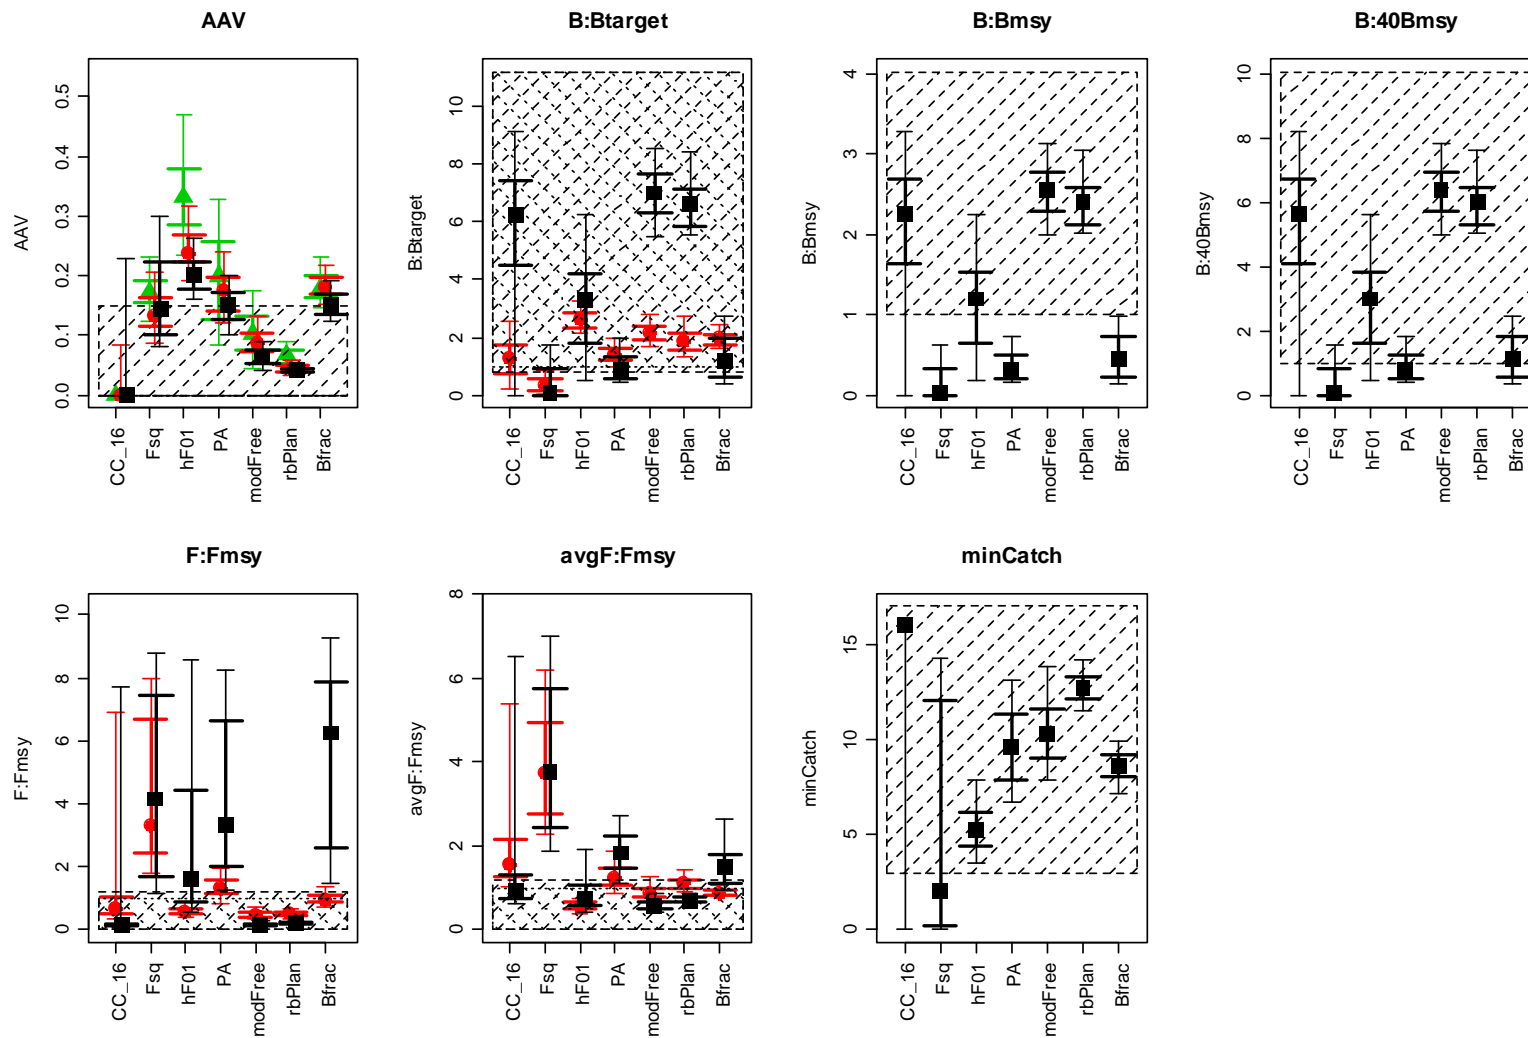 AAV
B:Btarget
B:Bmsy
B:40Bmsy
AAV
0.0 0.1 0.2 0.3 0.4 0.5
CC_16 Fsq hF01 PA modFree rbPlan Bfrac
B:Btarget
0 2 4 6 8 10
CC_16 Fsq hF01 PA modFree rbPlan Bfrac
B:Bmsy
0 1 2 3 4
CC_16 Fsq hF01 PA modFree rbPlan Bfrac
B:40Bmsy
0 2 4 6 8 10
CC_16 Fsq hF01 PA modFree rbPlan Bfrac
F:Fmsy
avgF:Fmsy
minCatch
F:Fmsy
0 2 4 6 8 10
CC_16 Fsq hF01 PA modFree rbPlan Bfrac
avgF:Fmsy
0 2 4 6 8
CC_16 Fsq hF01 PA modFree rbPlan Bfrac
minCatch
0 5 10 15
CC_16 Fsq hF01 PA modFree rbPlan Bfrac